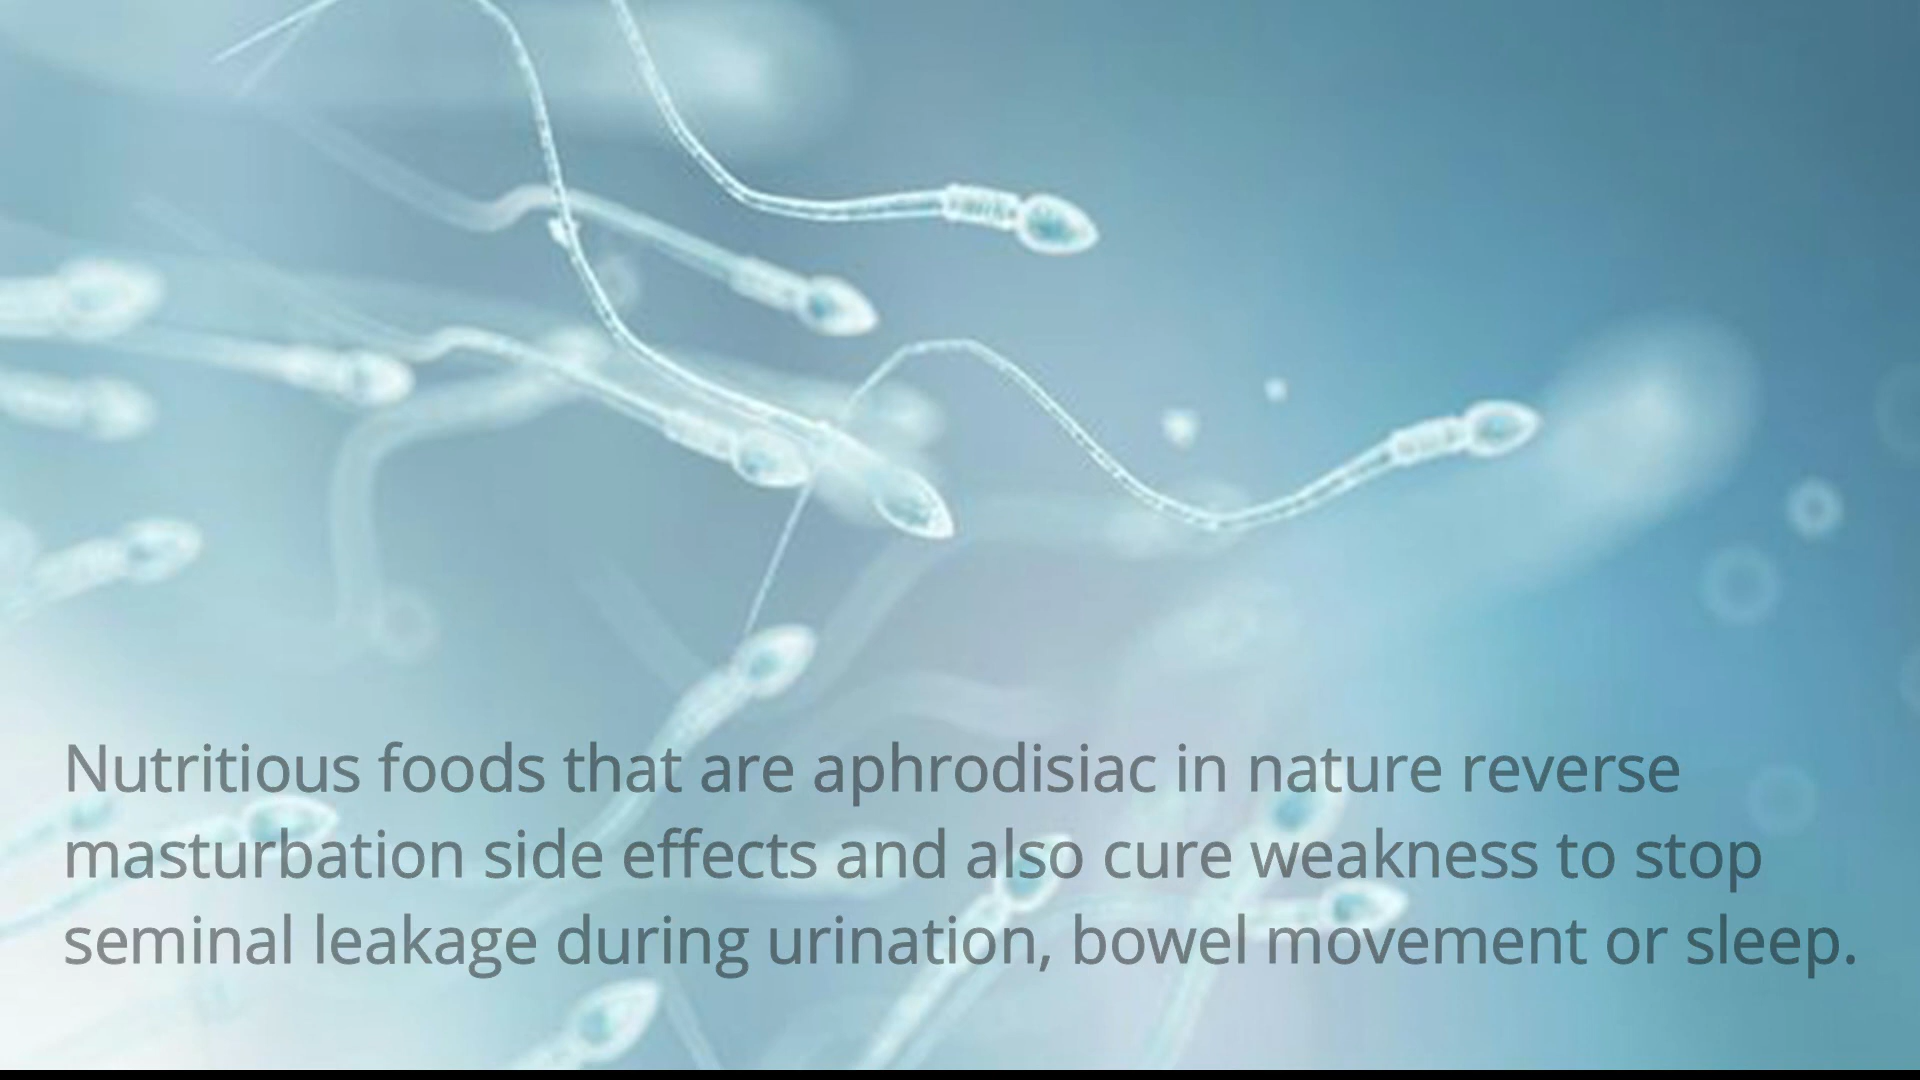 Nutritious foods that are aphrodisiac in nature reverse
masturbation side effects and also cure weakness to stop
seminal leakage during urination, bowel movement or sleep.